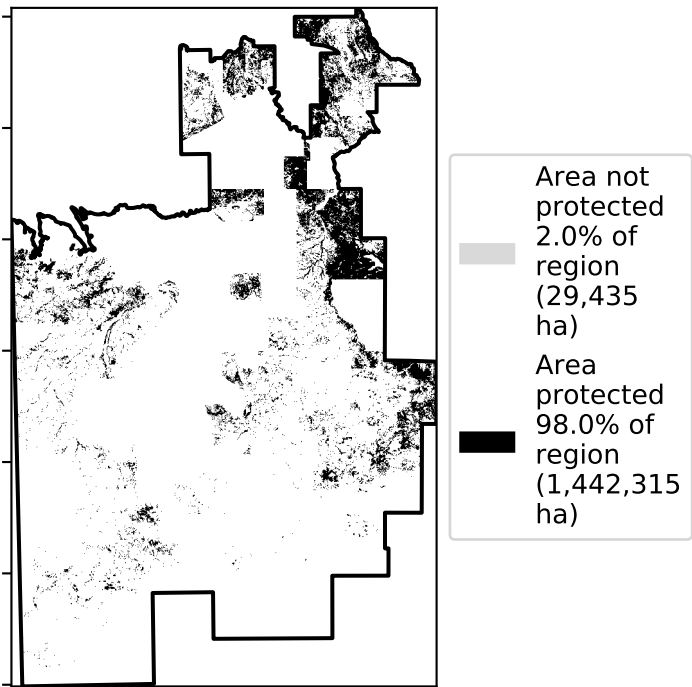 Area not
protected
2.0% of
region
(29,435
ha)
Area
protected
98.0% of
region
(1,442,315
ha)